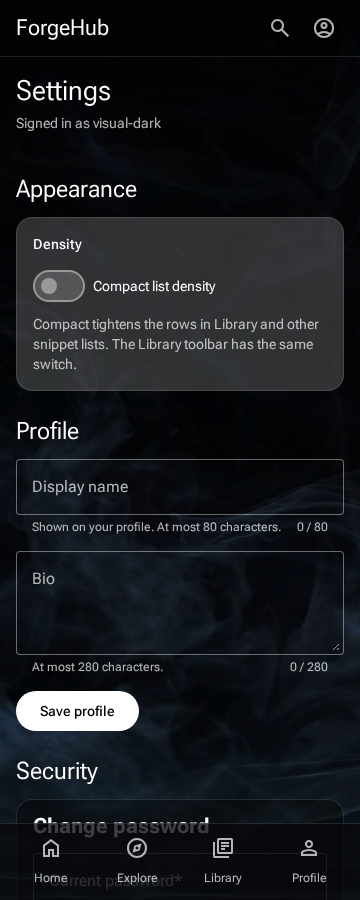 ForgeHub
Settings
Signed in as visual-dark
Appearance
Density
Compact list density
Compact tightens the rows in Library and other
snippet lists. The Library toolbar has the same
switch.
Profile
Display name
Shown on your profile. At most 80 characters. 0 / 80
Bio
At most 280 characters. 0 / 280
Save profile
Security
Change password
Current password*
Home Explore Library Profile